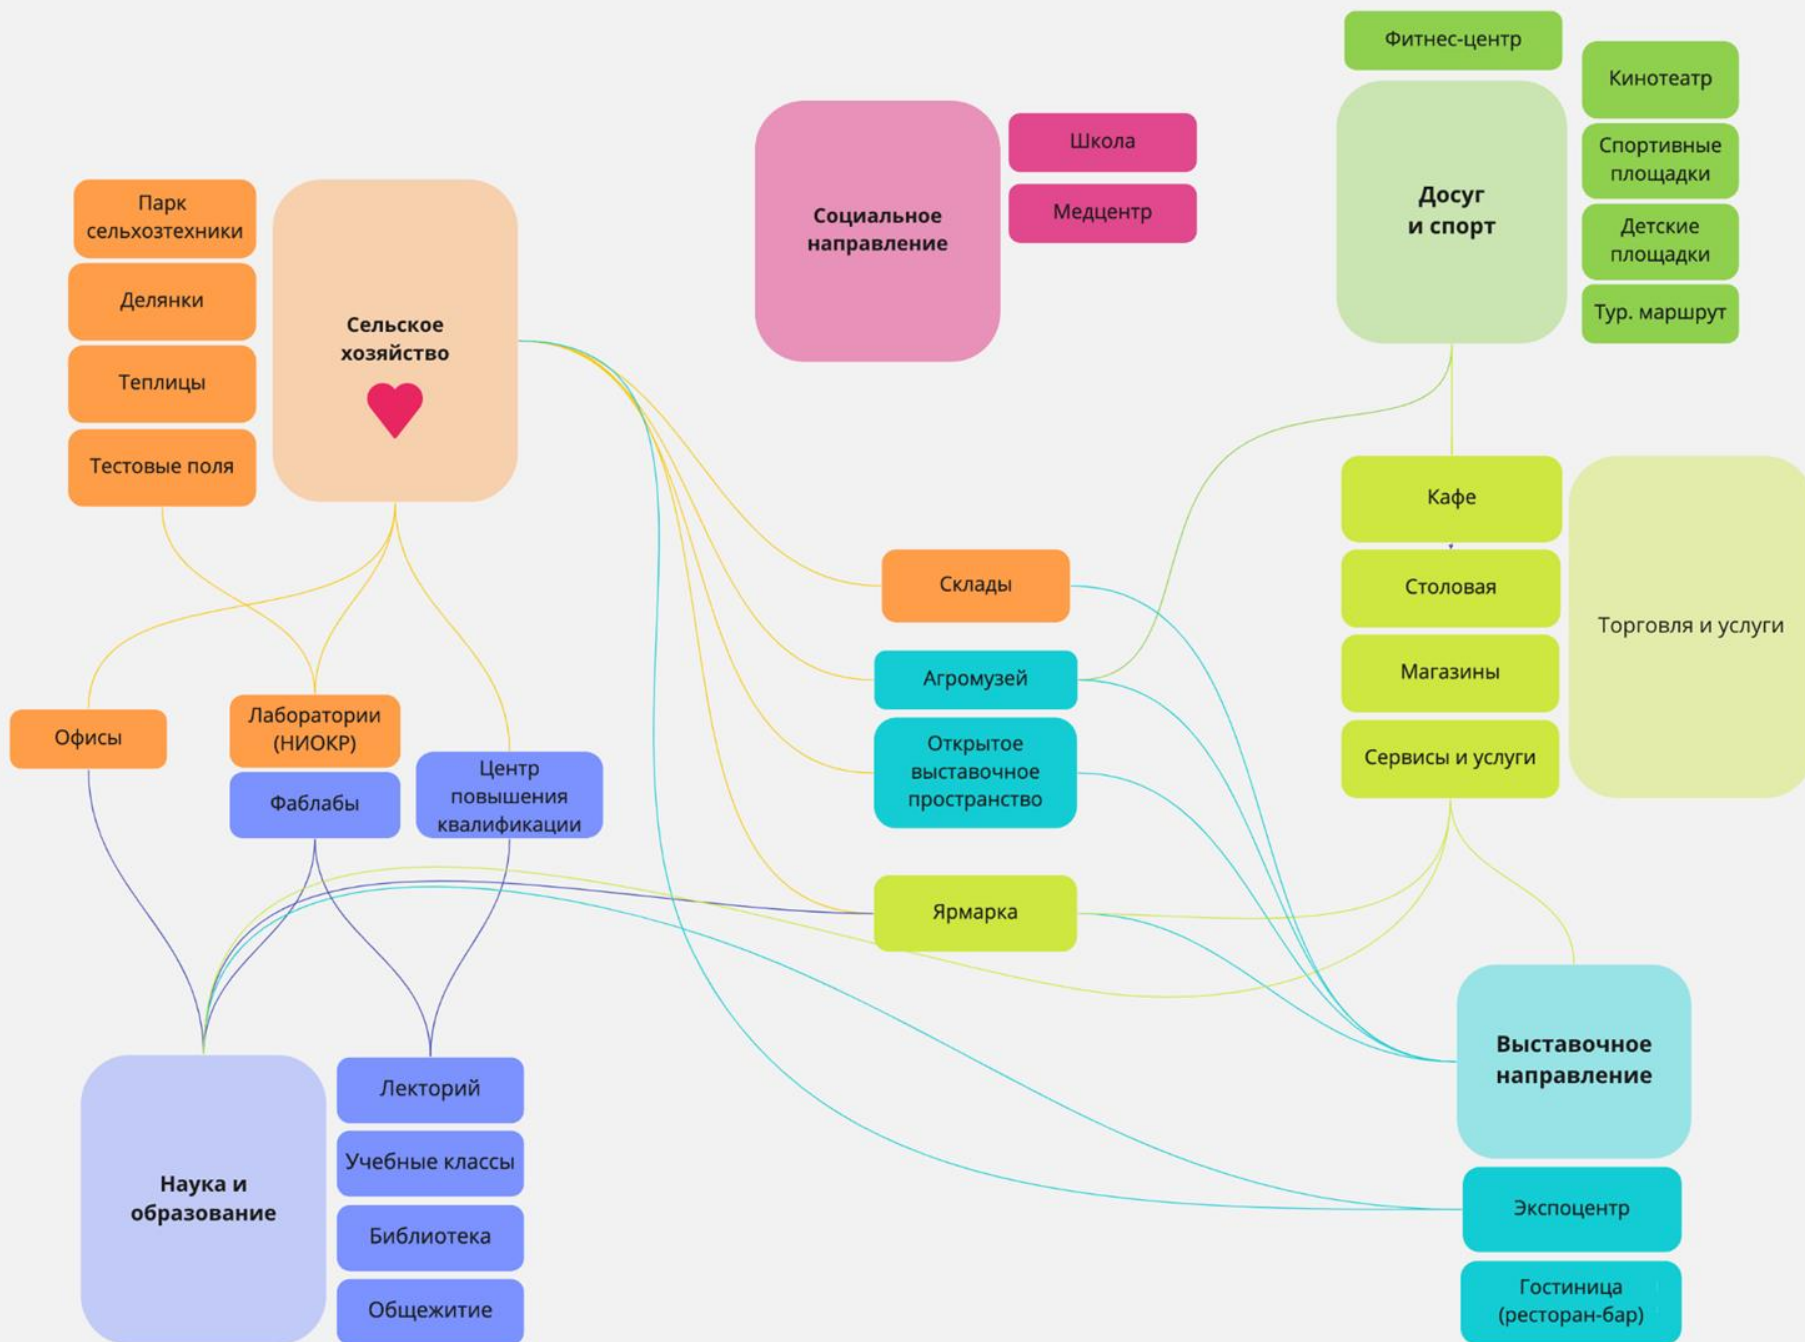 Фитнес-центр
Кинотеатр
Спортивные
площадки
Детские
площадки
Тур. маршрут
Досуг
и спорт
Школа
Медцентр
Социальное
направление
Парк
сельхозтехники
Делянки
Теплицы
Тестовые поля
Сельское
хозяйство
Кафе
Столовая
Магазины
Сервисы и услуги
Торговля и услуги
Склады
Агромузей
Открытое
выставочное
пространство
Ярмарка
Офисы
Лаборатории
(НИОКР)
Фаблабы
Центр
повышения
квалификации
Выставочное
направление
Экспоцентр
Гостиница
(ресторан-бар)
Наука и
образование
Лекторий
Учебные классы
Библиотека
Общежитие